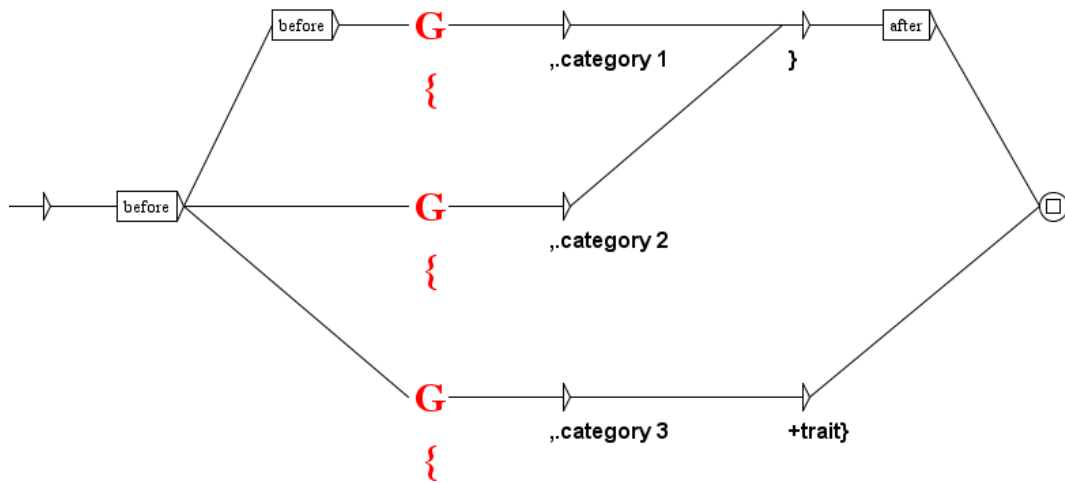 before G after
,.category 1 }
{
before G
,.category 2
{
G
,.category 3 +trait}
{